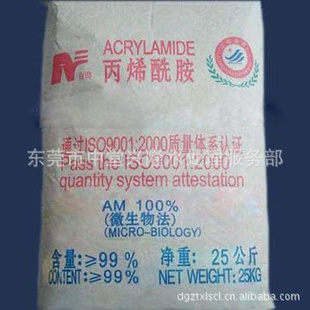 ACRYLAMIDE
丙烯酰胺
通过ISO9001:2000质量体系认证
Pass the ISO9001:2000
quantity system attestation
AM 100%
(微生物法)
(MICRO-BIOLOGY)
含量:≥99% 净重: 25公斤
CONTENT:≥99% NET WEIGHT:25KG
dgztxlscl.cn.alibaba.com